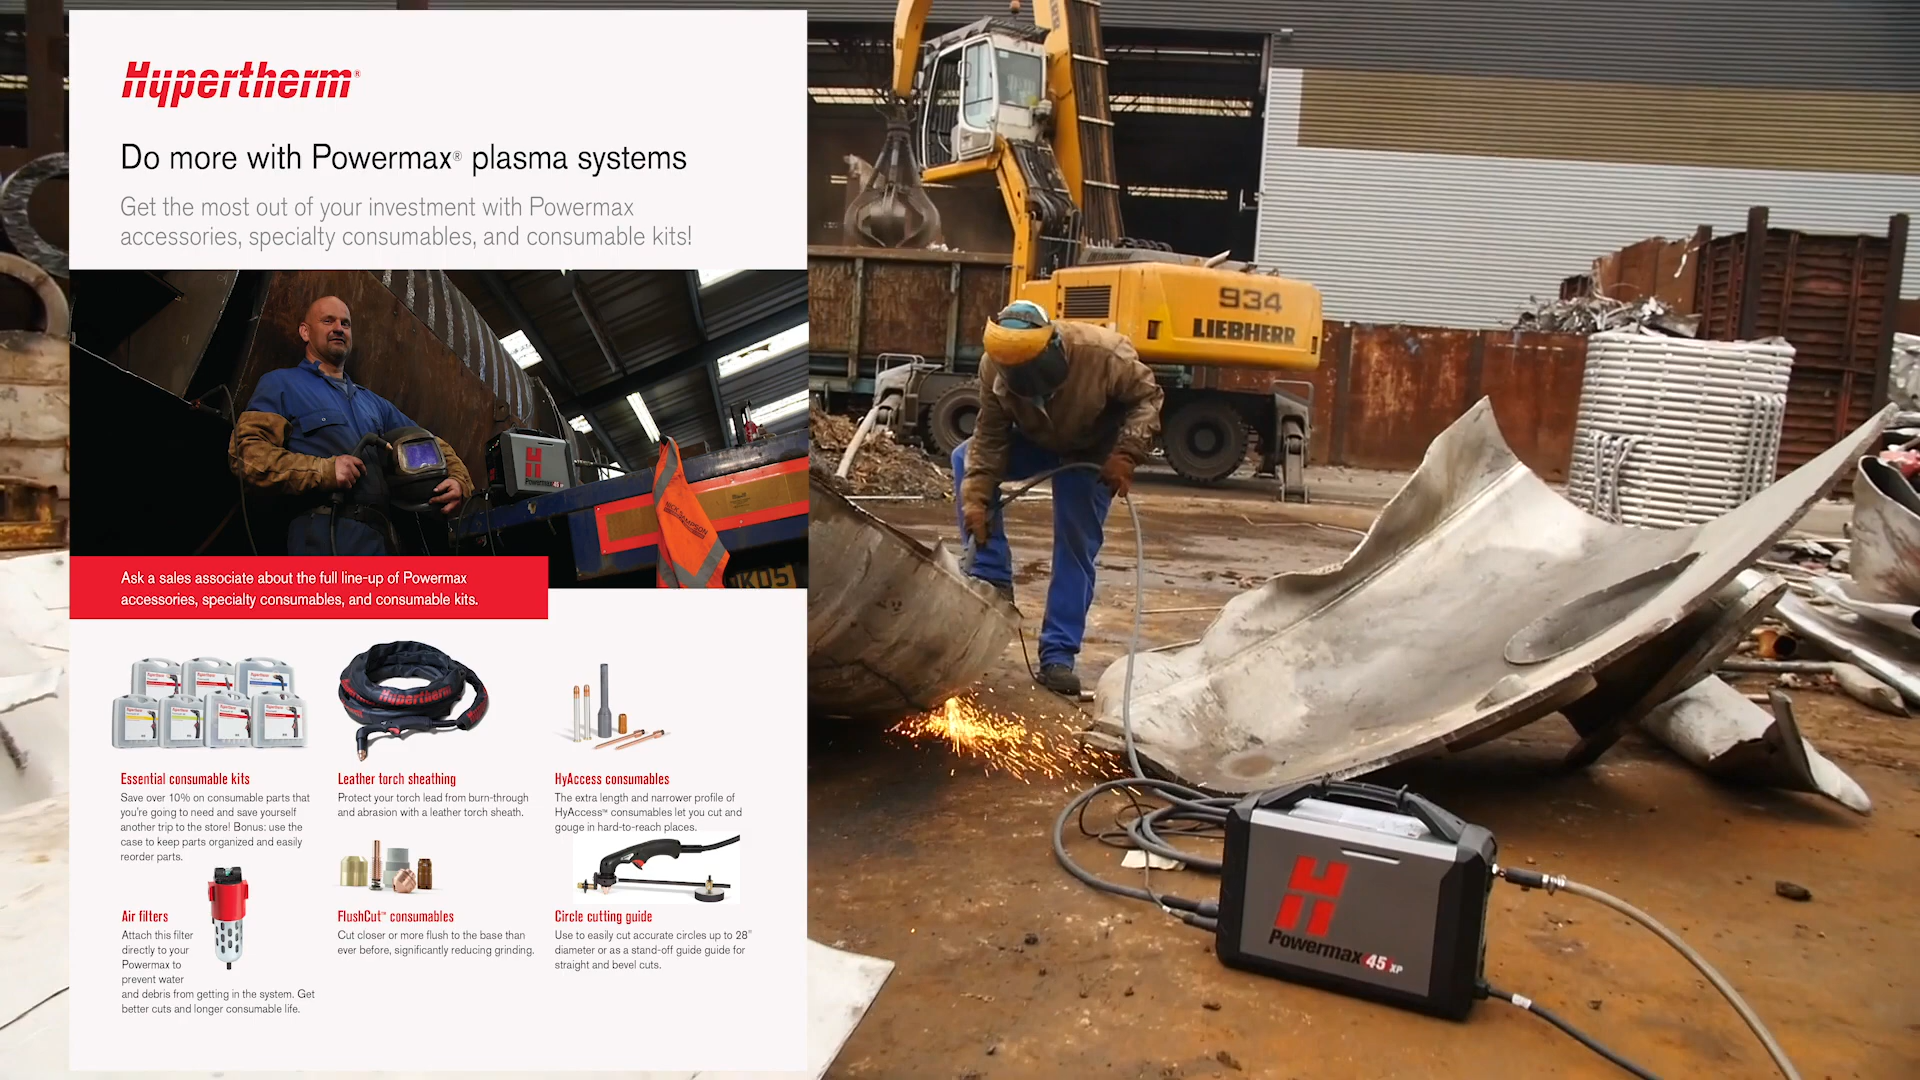 Hypertherm®
Do more with Powermax® plasma systems
Get the most out of your investment with Powermax
accessories, specialty consumables, and consumable kits!
Powermax45 XP
NICK SAMPSON
Ask a sales associate about the full line-up of Powermax
accessories, specialty consumables, and consumable kits.
Hypertherm
Essential consumable kits
Save over 10% on consumable parts that
you're going to need and save yourself
another trip to the store! Bonus: use the
case to keep parts organized and easily
reorder parts.
Leather torch sheathing
Protect your torch lead from burn-through
and abrasion with a leather torch sheath.
HyAccess consumables
The extra length and narrower profile of
HyAccess™ consumables let you cut and
gouge in hard-to-reach places.
Air filters
Attach this filter
directly to your
Powermax to
prevent water
and debris from getting in the system. Get
better cuts and longer consumable life.
FlushCut™ consumables
Cut closer or more flush to the base than
ever before, significantly reducing grinding.
Circle cutting guide
Use to easily cut accurate circles up to 28"
diameter or as a stand-off guide guide for
straight and bevel cuts.
934
LIEBHERR
Powermax 45 XP